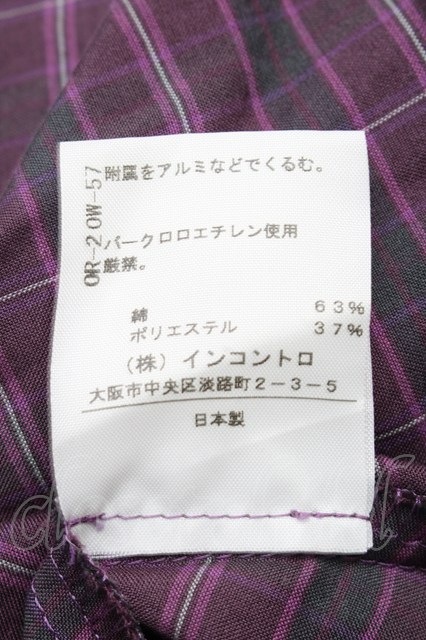 附属をアルミなどでくるむ。
OR-20W-57
パークロロエチレン使用
厳禁。
綿 63%
ポリエステル 37%
(株)インコントロ
大阪市中央区淡路町2-3-5
日本製